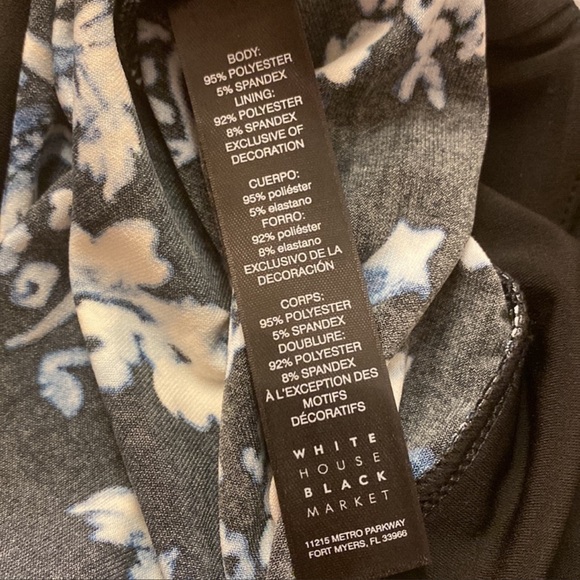 BODY:
95% POLYESTER
5% SPANDEX
LINING:
92% POLYESTER
8% SPANDEX
EXCLUSIVE OF
DECORATION
CUERPO:
95% poliéster
5% elastano
FORRO:
92% poliéster
8% elastano
EXCLUSIVO DE LA
DECORACIÓN
CORPS:
95% POLYESTER
5% SPANDEX
DOUBLURE:
92% POLYESTER
8% SPANDEX
À L'EXCEPTION DES
MOTIFS
DÉCORATIFS
WHITE
HOUSE
BLACK
MARKET
11215 METRO PARKWAY
FORT MYERS, FL 33966